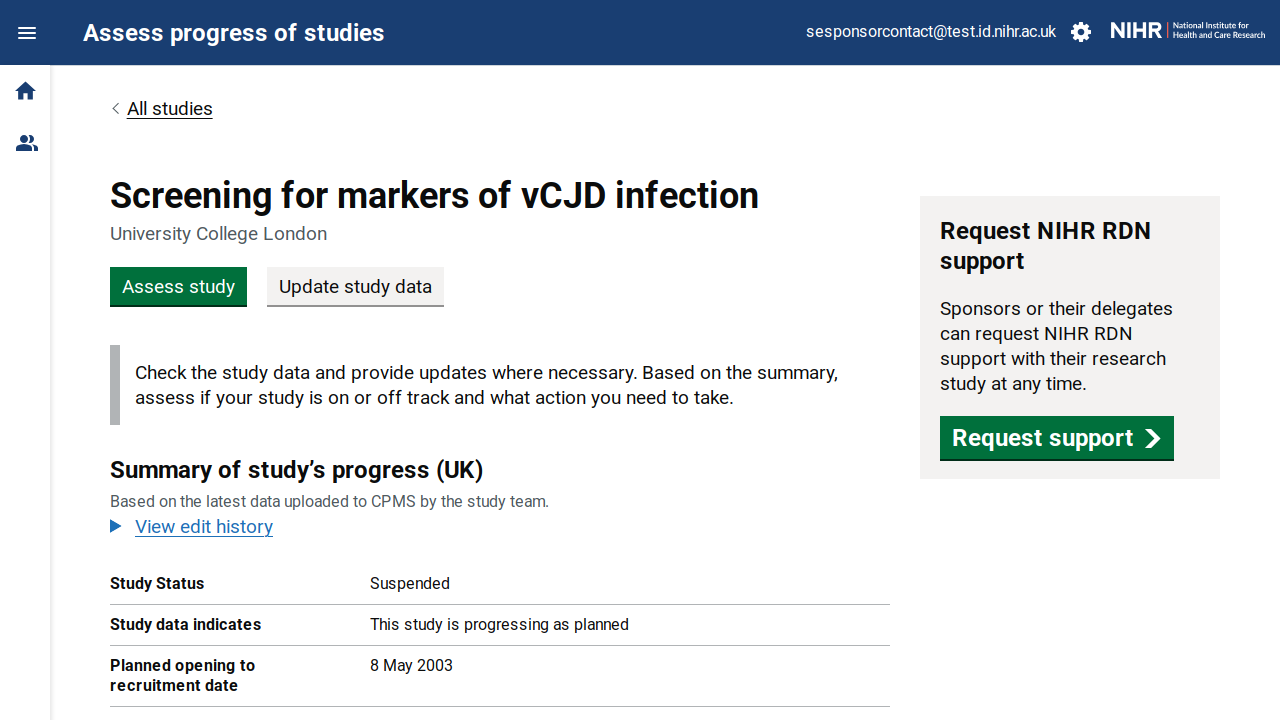 Assess progress of studies
sesponsorcontact@test.id.nihr.ac.uk
NIHR | National Institute for
Health and Care Research
All studies
Screening for markers of vCJD infection
University College London
Assess study
Update study data
Check the study data and provide updates where necessary. Based on the summary,
assess if your study is on or off track and what action you need to take.
Summary of study’s progress (UK)
Based on the latest data uploaded to CPMS by the study team.
View edit history
Study Status Suspended
Study data indicates This study is progressing as planned
Planned opening to 8 May 2003
recruitment date
Request NIHR RDN
support
Sponsors or their delegates
can request NIHR RDN
support with their research
study at any time.
Request support